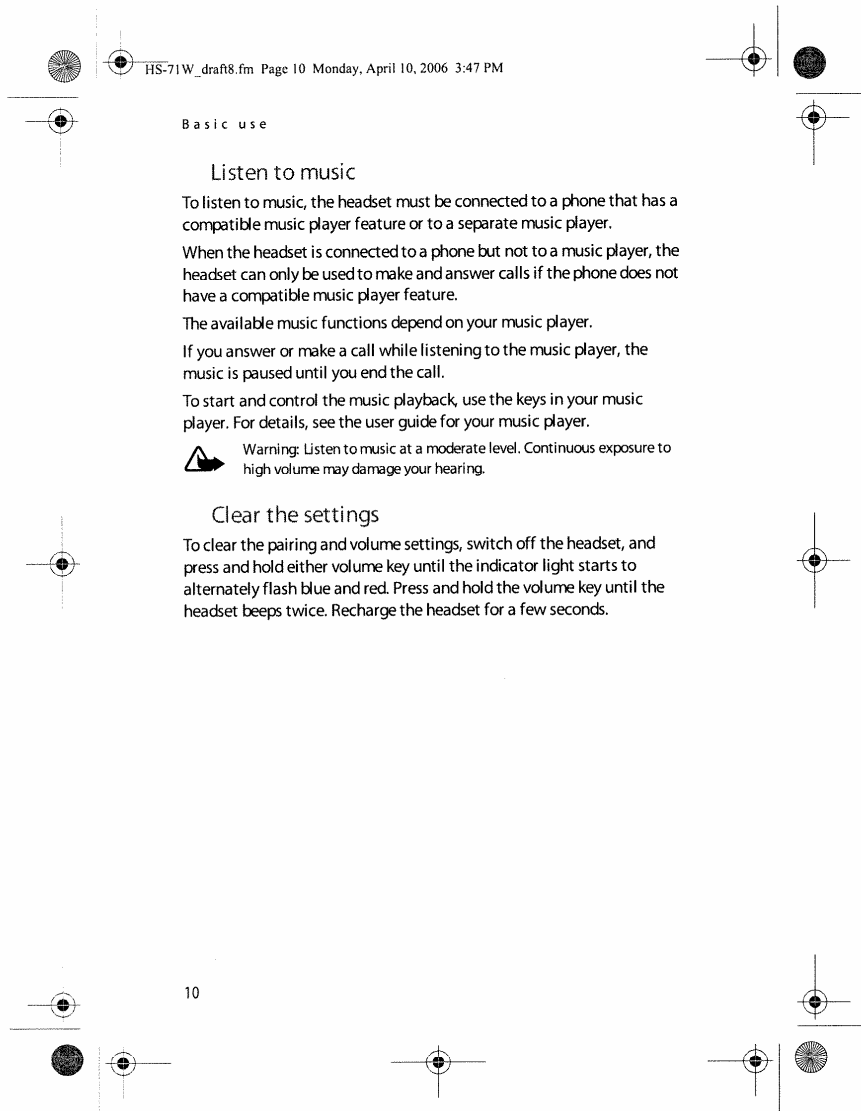 HS-71W_draft8.fm Page 10 Monday, April 10, 2006 3:47 PM
Basic use
Listen to music
To listen to music, the headset must be connected to a phone that has a
compatible music player feature or to a separate music player.
When the headset is connected to a phone but not to a music player, the
headset can only be used to make and answer calls if the phone does not
have a compatible music player feature.
The available music functions depend on your music player.
If you answer or make a call while listening to the music player, the
music is paused until you end the call.
To start and control the music playback, use the keys in your music
player. For details, see the user guide for your music player.
Warning: Listen to music at a moderate level. Continuous exposure to
high volume may damage your hearing.
Clear the settings
To clear the pairing and volume settings, switch off the headset, and
press and hold either volume key until the indicator light starts to
alternately flash blue and red. Press and hold the volume key until the
headset beeps twice. Recharge the headset for a few seconds.
10